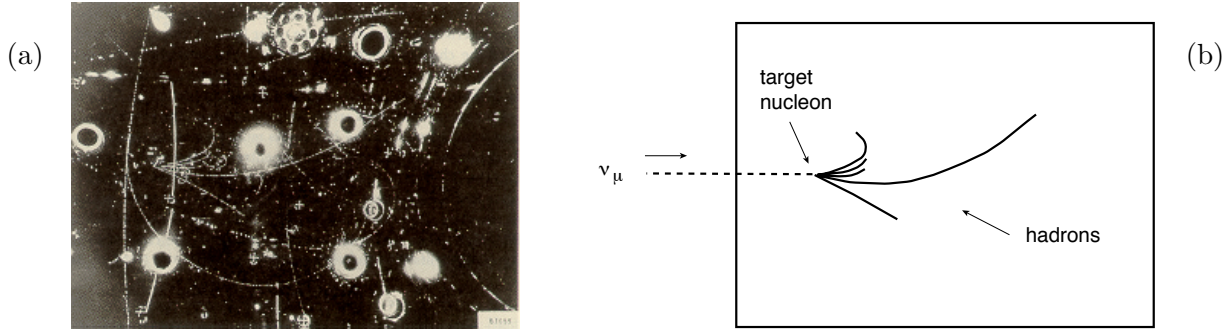 (a)
(b)
target
nucleon
ν_μ
hadrons